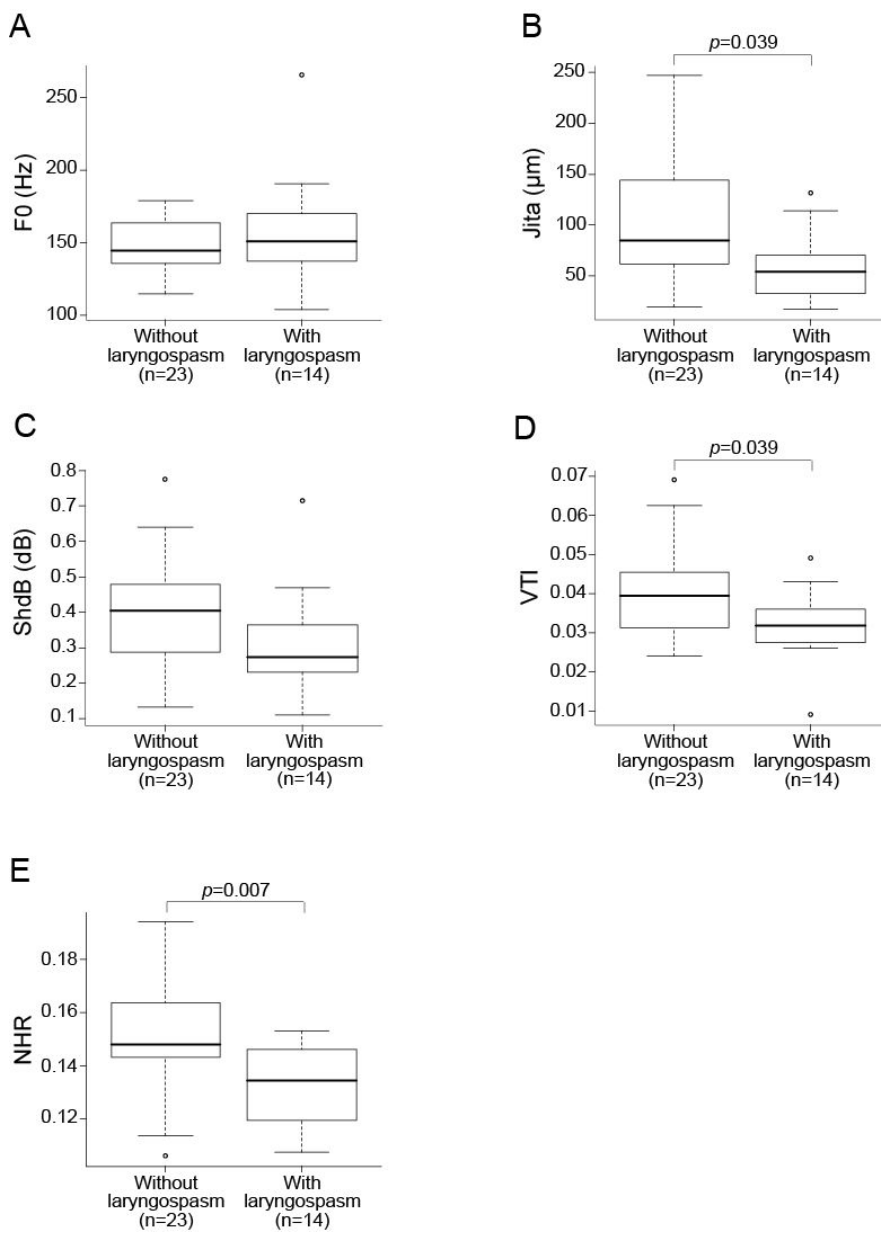 A
F0 (Hz)
250
200
150
100
Without laryngospasm (n=23)
With laryngospasm (n=14)
B
p=0.039
Jita (µm)
250
200
150
100
50
Without laryngospasm (n=23)
With laryngospasm (n=14)
C
ShdB (dB)
0.8
0.7
0.6
0.5
0.4
0.3
0.2
0.1
Without laryngospasm (n=23)
With laryngospasm (n=14)
D
p=0.039
VTI
0.07
0.06
0.05
0.04
0.03
0.02
0.01
Without laryngospasm (n=23)
With laryngospasm (n=14)
E
p=0.007
NHR
0.18
0.16
0.14
0.12
Without laryngospasm (n=23)
With laryngospasm (n=14)